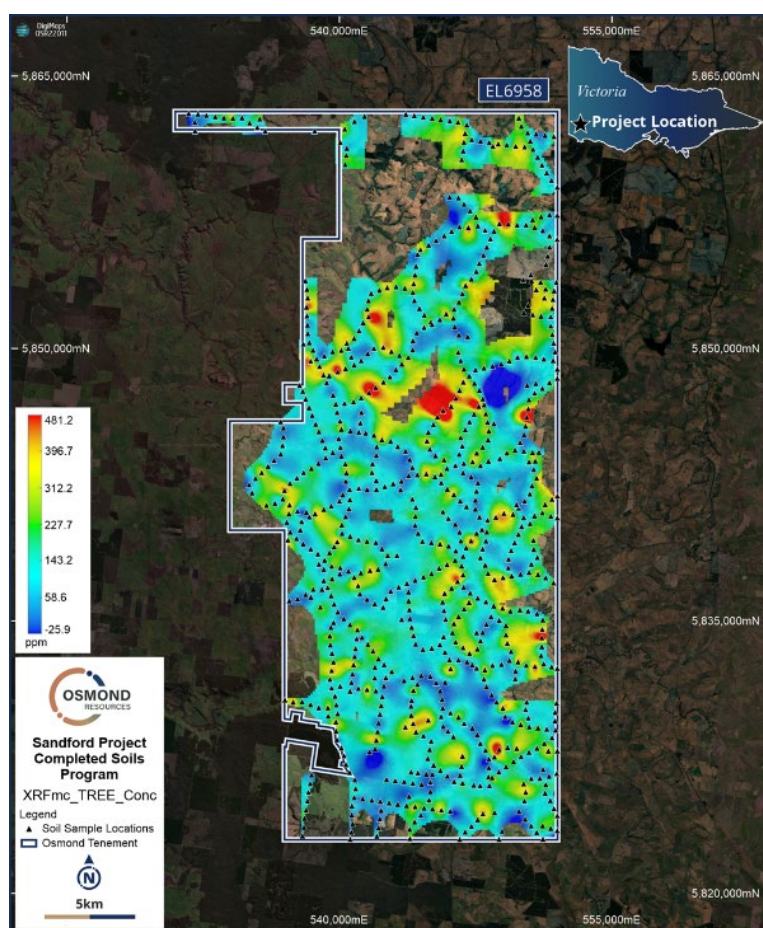 DigiMaps
OSR22011
540,000mE
555,000mE
5,865,000mN
5,865,000mN
EL6958
Victoria
Project Location
5,850,000mN
5,850,000mN
481.2
396.7
312.2
227.7
143.2
58.6
-25.9
ppm
5,835,000mN
OSMOND
RESOURCES
Sandford Project
Completed Soils
Program
XRFmc_TREE_Conc
Legend
Soil Sample Locations
Osmond Tenement
N
5km
5,820,000mN
540,000mE
555,000mE